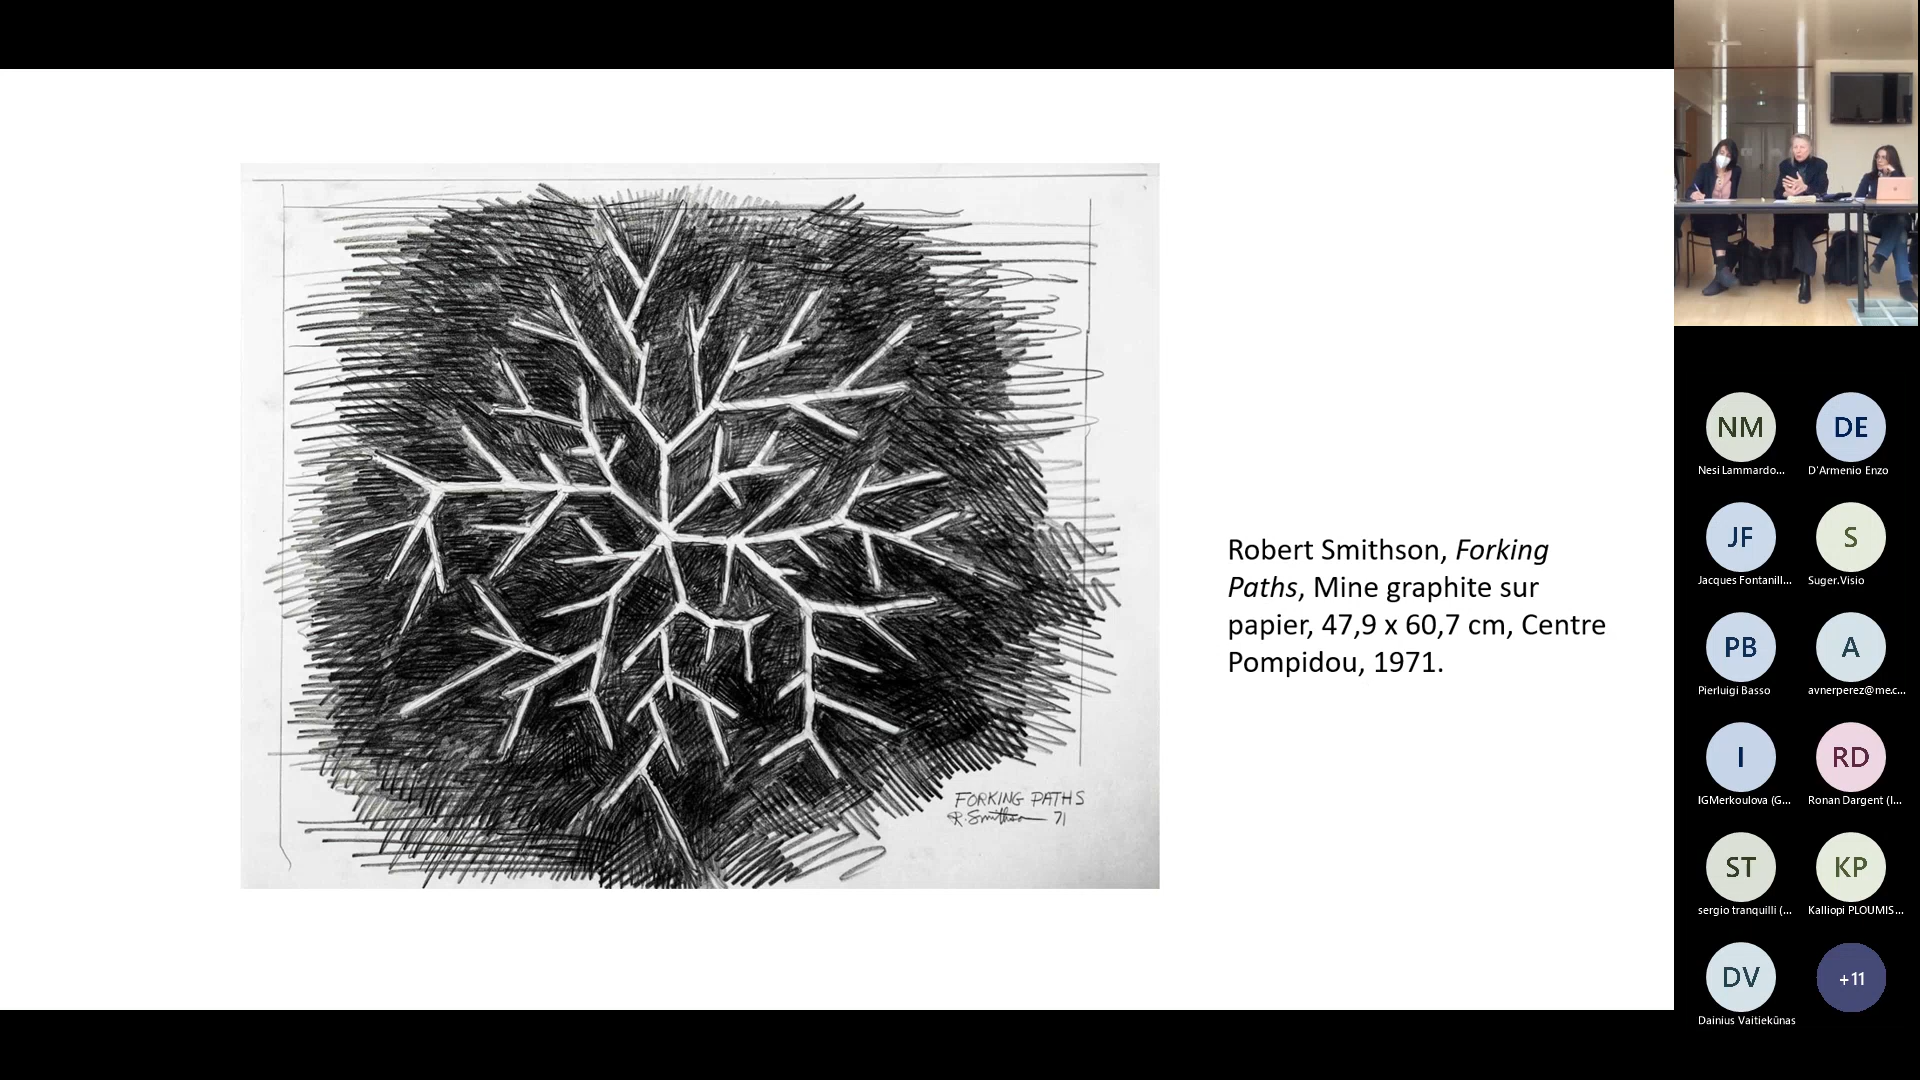 FORKING PATHS
R. Smithson 71
Robert Smithson, Forking
Paths, Mine graphite sur
papier, 47,9 x 60,7 cm, Centre
Pompidou, 1971.
NM
DE
Nesi Lammardo...
D'Armenio Enzo
JF
S
Jacques Fontanill...
Suger.Visio
PB
A
Pierluigi Basso
avnerperez@me.c...
I
RD
IGMerkoulova (G...
Ronan Dargent (I...
ST
KP
sergio tranquilli (...
Kalliopi PLOUMIS...
DV
+11
Dainius Vaitiekūnas